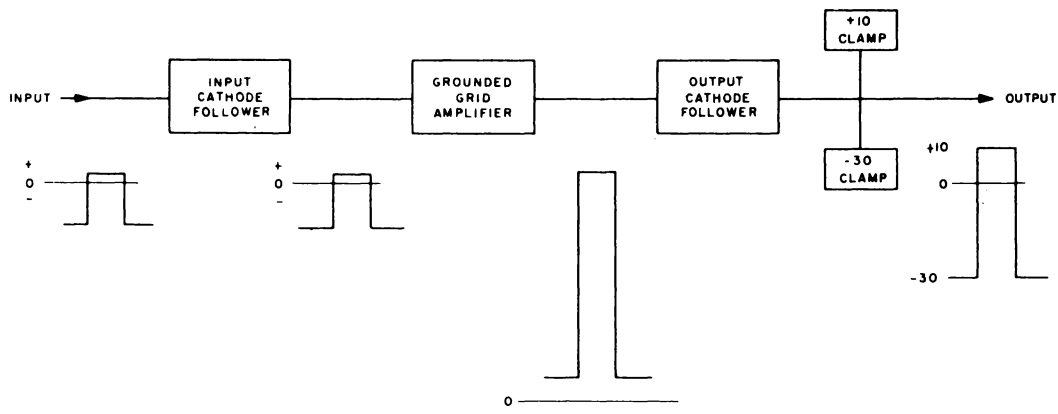 +10
CLAMP
INPUT
CATHODE
FOLLOWER
GROUNDED
GRID
AMPLIFIER
OUTPUT
CATHODE
FOLLOWER
INPUT
OUTPUT
-30
CLAMP
+
0
-
+
0
-
+10
0
-30
0